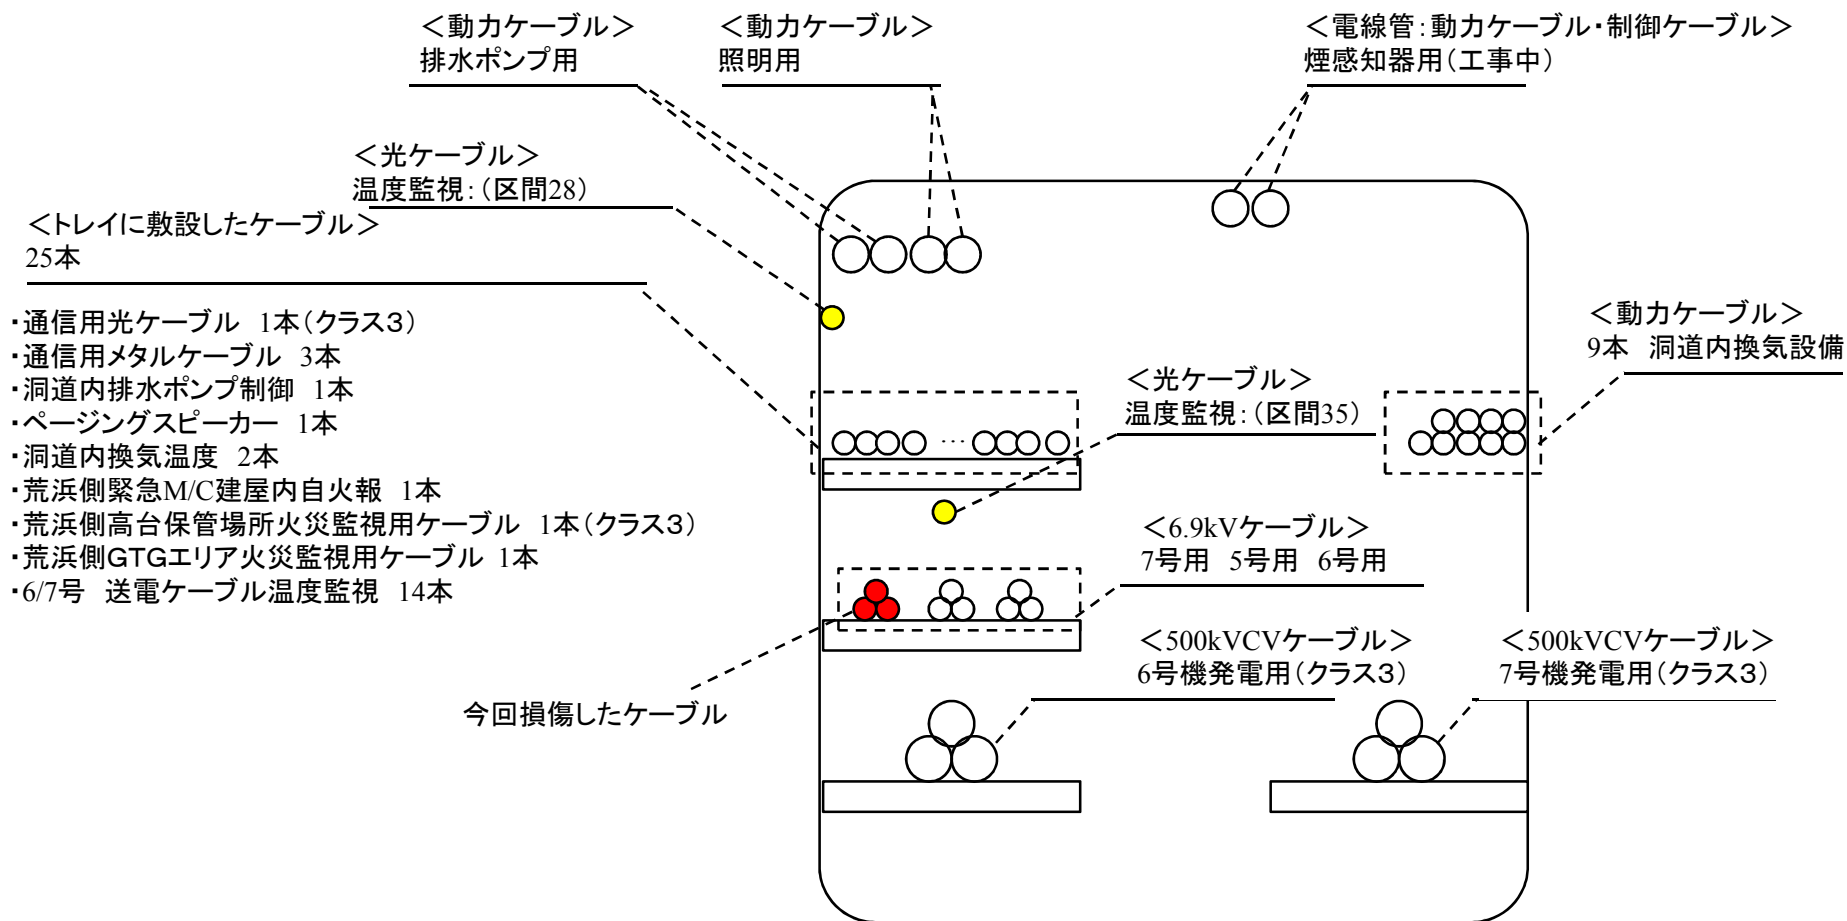 ＜動力ケーブル＞
排水ポンプ用
＜動力ケーブル＞
照明用
＜電線管：動力ケーブル・制御ケーブル＞
煙感知器用（工事中）
＜光ケーブル＞
温度監視：（区間28）
＜トレイに敷設したケーブル＞
25本
・通信用光ケーブル 1本（クラス３）
・通信用メタルケーブル 3本
・洞道内排水ポンプ制御 1本
・ページングスピーカー 1本
・洞道内換気温度 2本
・荒浜側緊急M/C建屋内自火報 1本
・荒浜側高台保管場所火災監視用ケーブル 1本（クラス３）
・荒浜側GTGエリア火災監視用ケーブル 1本
・6/7号 送電ケーブル温度監視 14本
＜動力ケーブル＞
9本 洞道内換気設備
＜光ケーブル＞
温度監視：（区間35）
…
＜6.9kVケーブル＞
7号用 5号用 6号用
＜500kVCVケーブル＞
6号機発電用（クラス３）
＜500kVCVケーブル＞
7号機発電用（クラス３）
今回損傷したケーブル